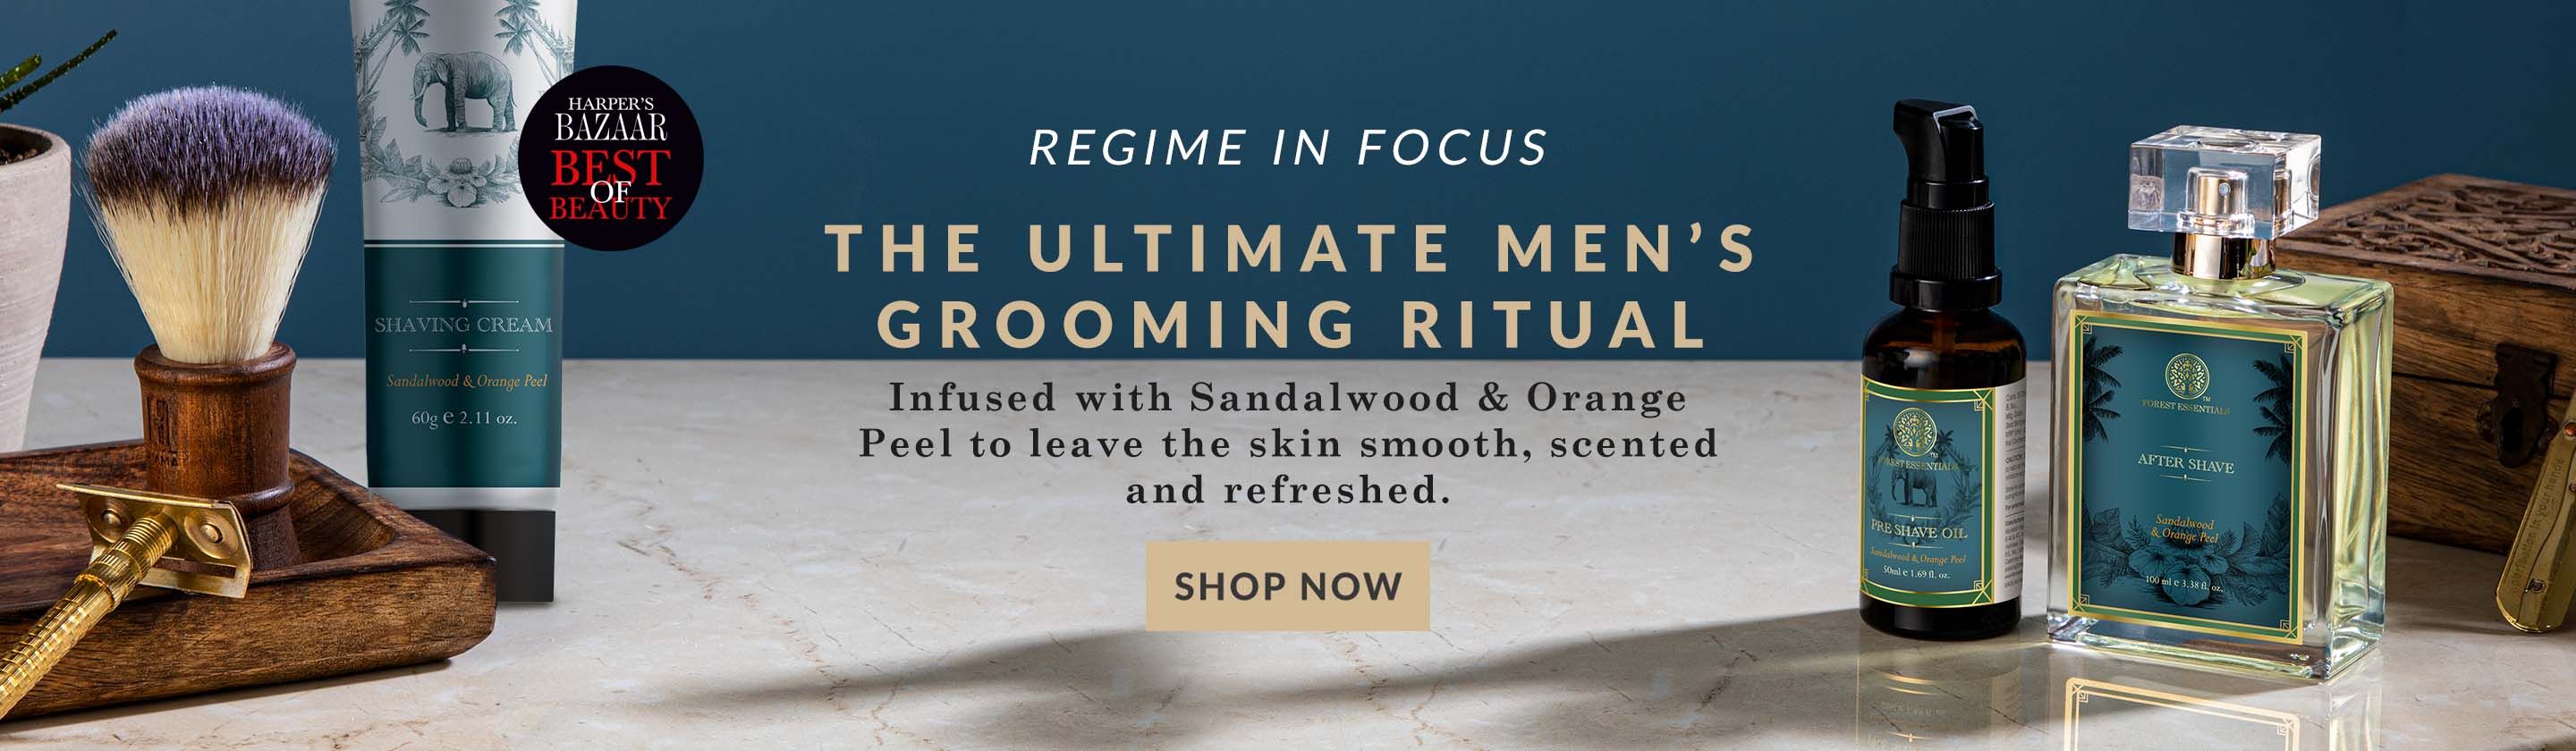 HARPER'S
BAZAAR
BEST
OF
BEAUTY
SHAVING CREAM
Sandalwood & Orange Peel
60g e 2.11 oz.
REGIME IN FOCUS
THE ULTIMATE MEN’S
GROOMING RITUAL
Infused with Sandalwood & Orange
Peel to leave the skin smooth, scented
and refreshed.
SHOP NOW
FOREST ESSENTIALS
PRE SHAVE OIL
Sandalwood & Orange Peel
50ml e 1.69 fl. oz.
TM
FOREST ESSENTIALS
AFTER SHAVE
Sandalwood
& Orange Peel
100 ml e 3.38 fl. oz.